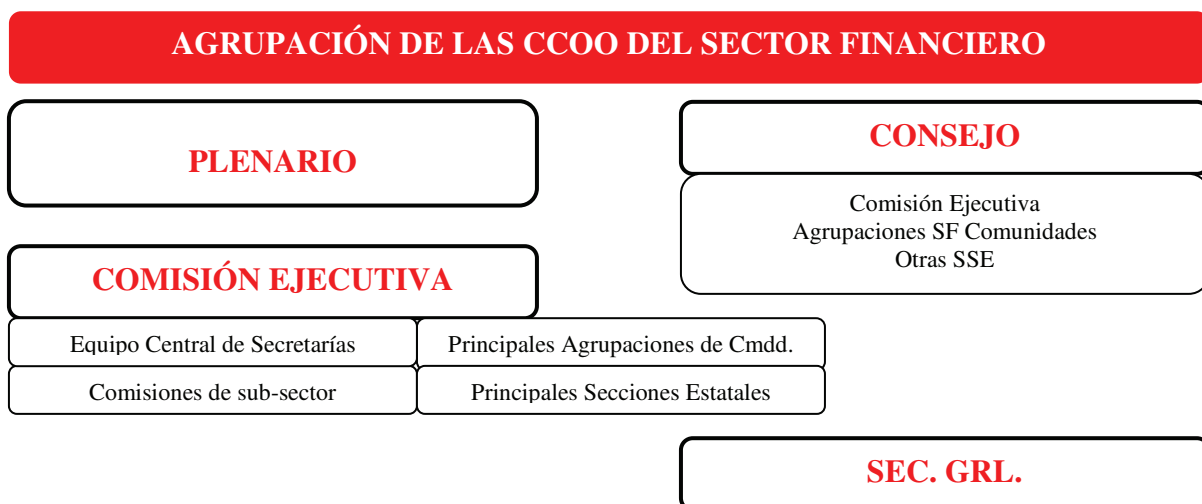 AGRUPACIÓN DE LAS CCOO DEL SECTOR FINANCIERO
PLENARIO
CONSEJO
Comisión Ejecutiva
Agrupaciones SF Comunidades
Otras SSE
COMISIÓN EJECUTIVA
Equipo Central de Secretarías
Principales Agrupaciones de Cmdd.
Comisiones de sub-sector
Principales Secciones Estatales
SEC. GRL.